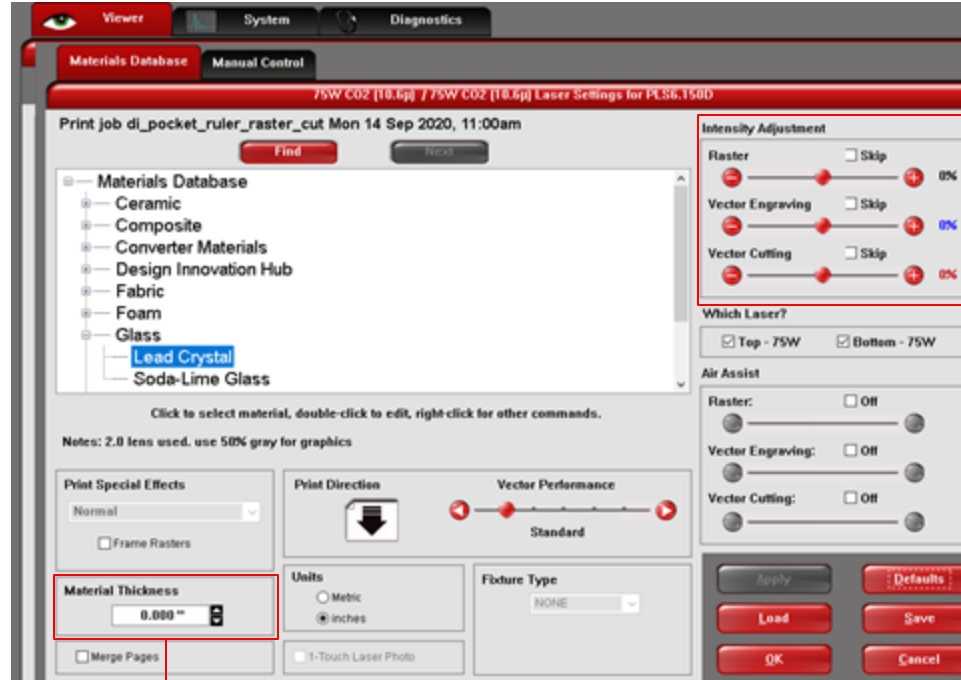 Viewer System Diagnostics
Materials Database Manual Control
75W CO2 [10.6µ] / 75W CO2 [10.6µ] Laser Settings for PLS6.150D
Print job di_pocket_ruler_raster_cut Mon 14 Sep 2020, 11:00am
Find Next
Materials Database
Ceramic
Composite
Converter Materials
Design Innovation Hub
Fabric
Foam
Glass
Lead Crystal
Soda-Lime Glass
Click to select material, double-click to edit, right-click for other commands.
Notes: 2.0 lens used. use 50% gray for graphics
Print Special Effects
Normal
Frame Rasters
Print Direction
Vector Performance
Standard
Material Thickness
0.000 "
Units
Metric
inches
Fixture Type
NONE
Merge Pages
1-Touch Laser Photo
Intensity Adjustment
Raster Skip
0%
Vector Engraving Skip
0%
Vector Cutting Skip
0%
Which Laser?
Top - 75W Bottom - 75W
Air Assist
Raster: Off
Vector Engraving: Off
Vector Cutting: Off
Apply Defaults
Load Save
OK Cancel